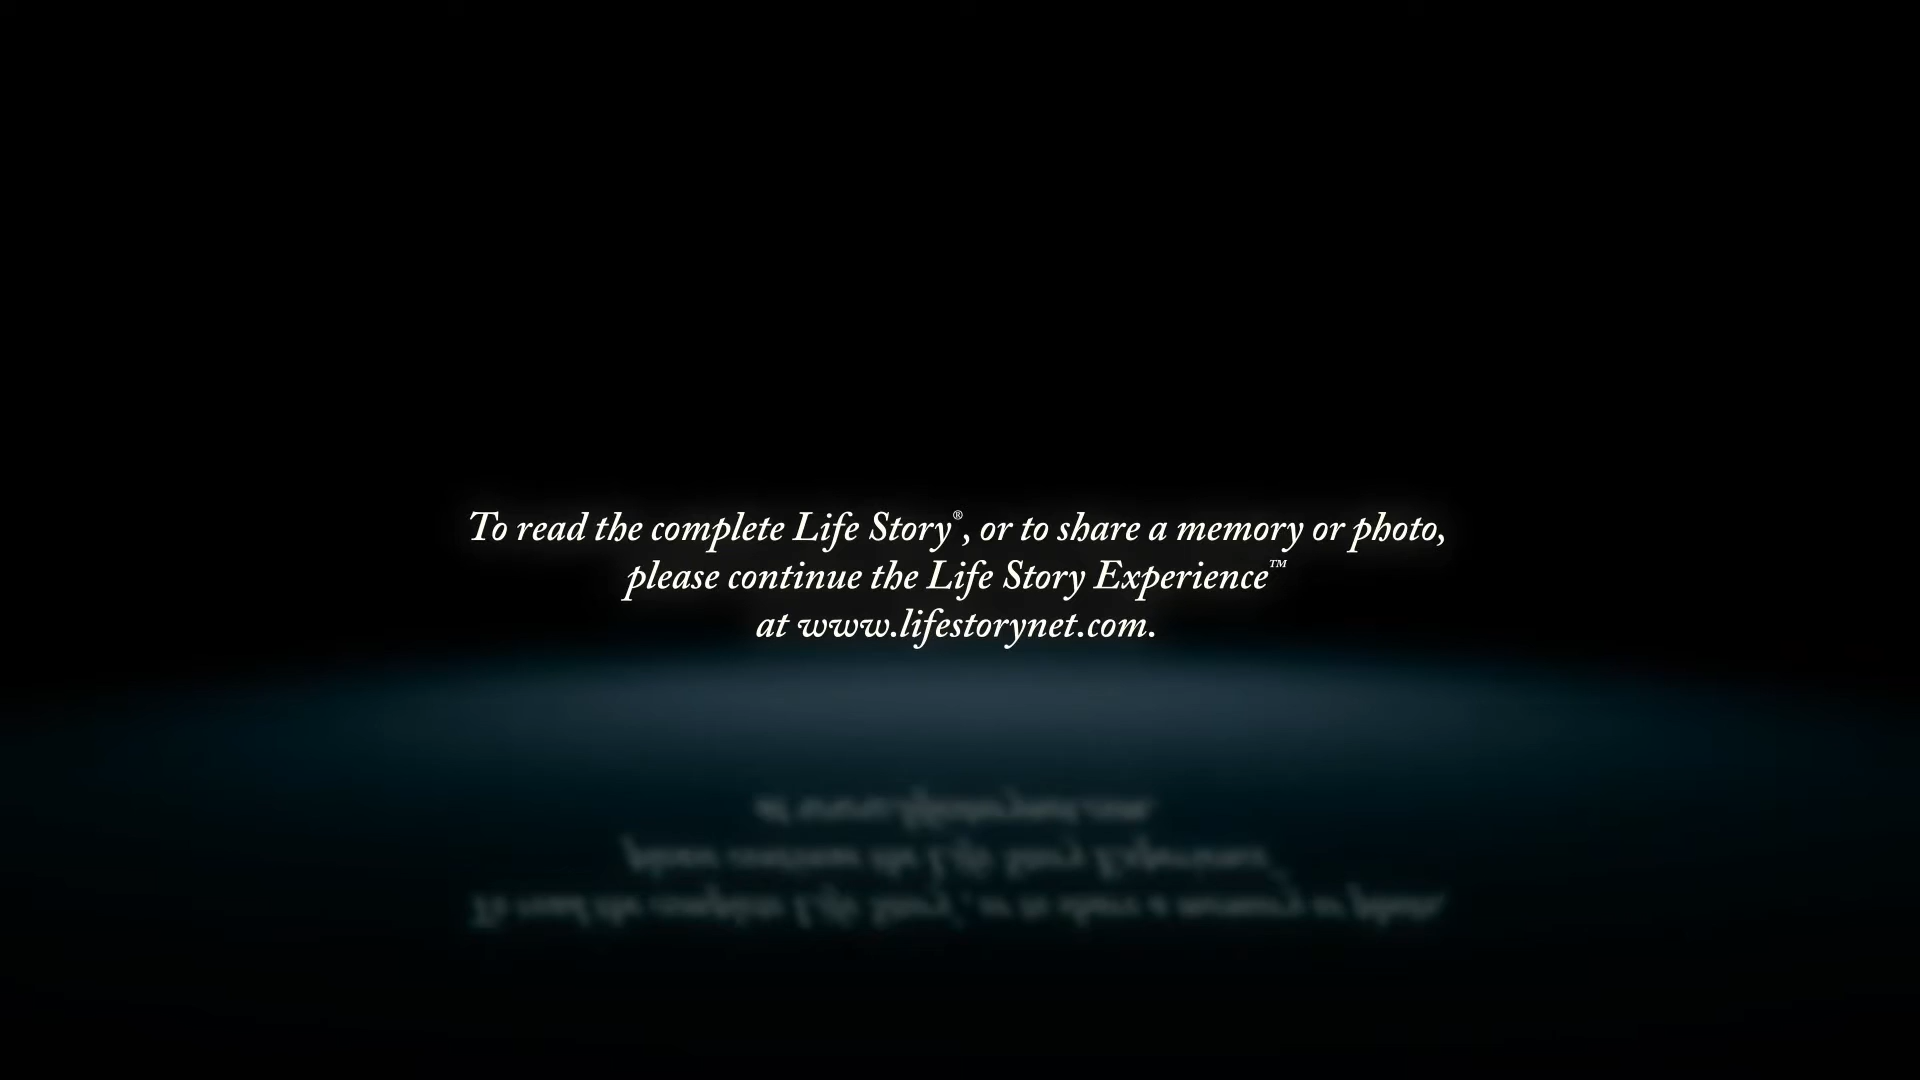 To read the complete Life Story®, or to share a memory or photo,
please continue the Life Story Experience™
at www.lifestorynet.com.